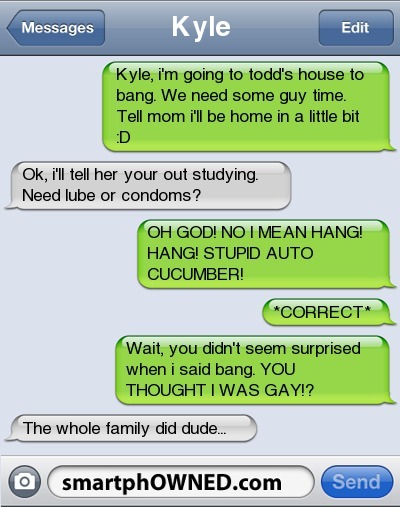 Messages
Kyle
Edit
Kyle, i'm going to todd's house to
bang. We need some guy time.
Tell mom i'll be home in a little bit
:D
Ok, i'll tell her your out studying.
Need lube or condoms?
OH GOD! NO I MEAN HANG!
HANG! STUPID AUTO
CUCUMBER!
*CORRECT*
Wait, you didn't seem surprised
when i said bang. YOU
THOUGHT I WAS GAY!?
The whole family did dude...
smartphOWNED.com
Send